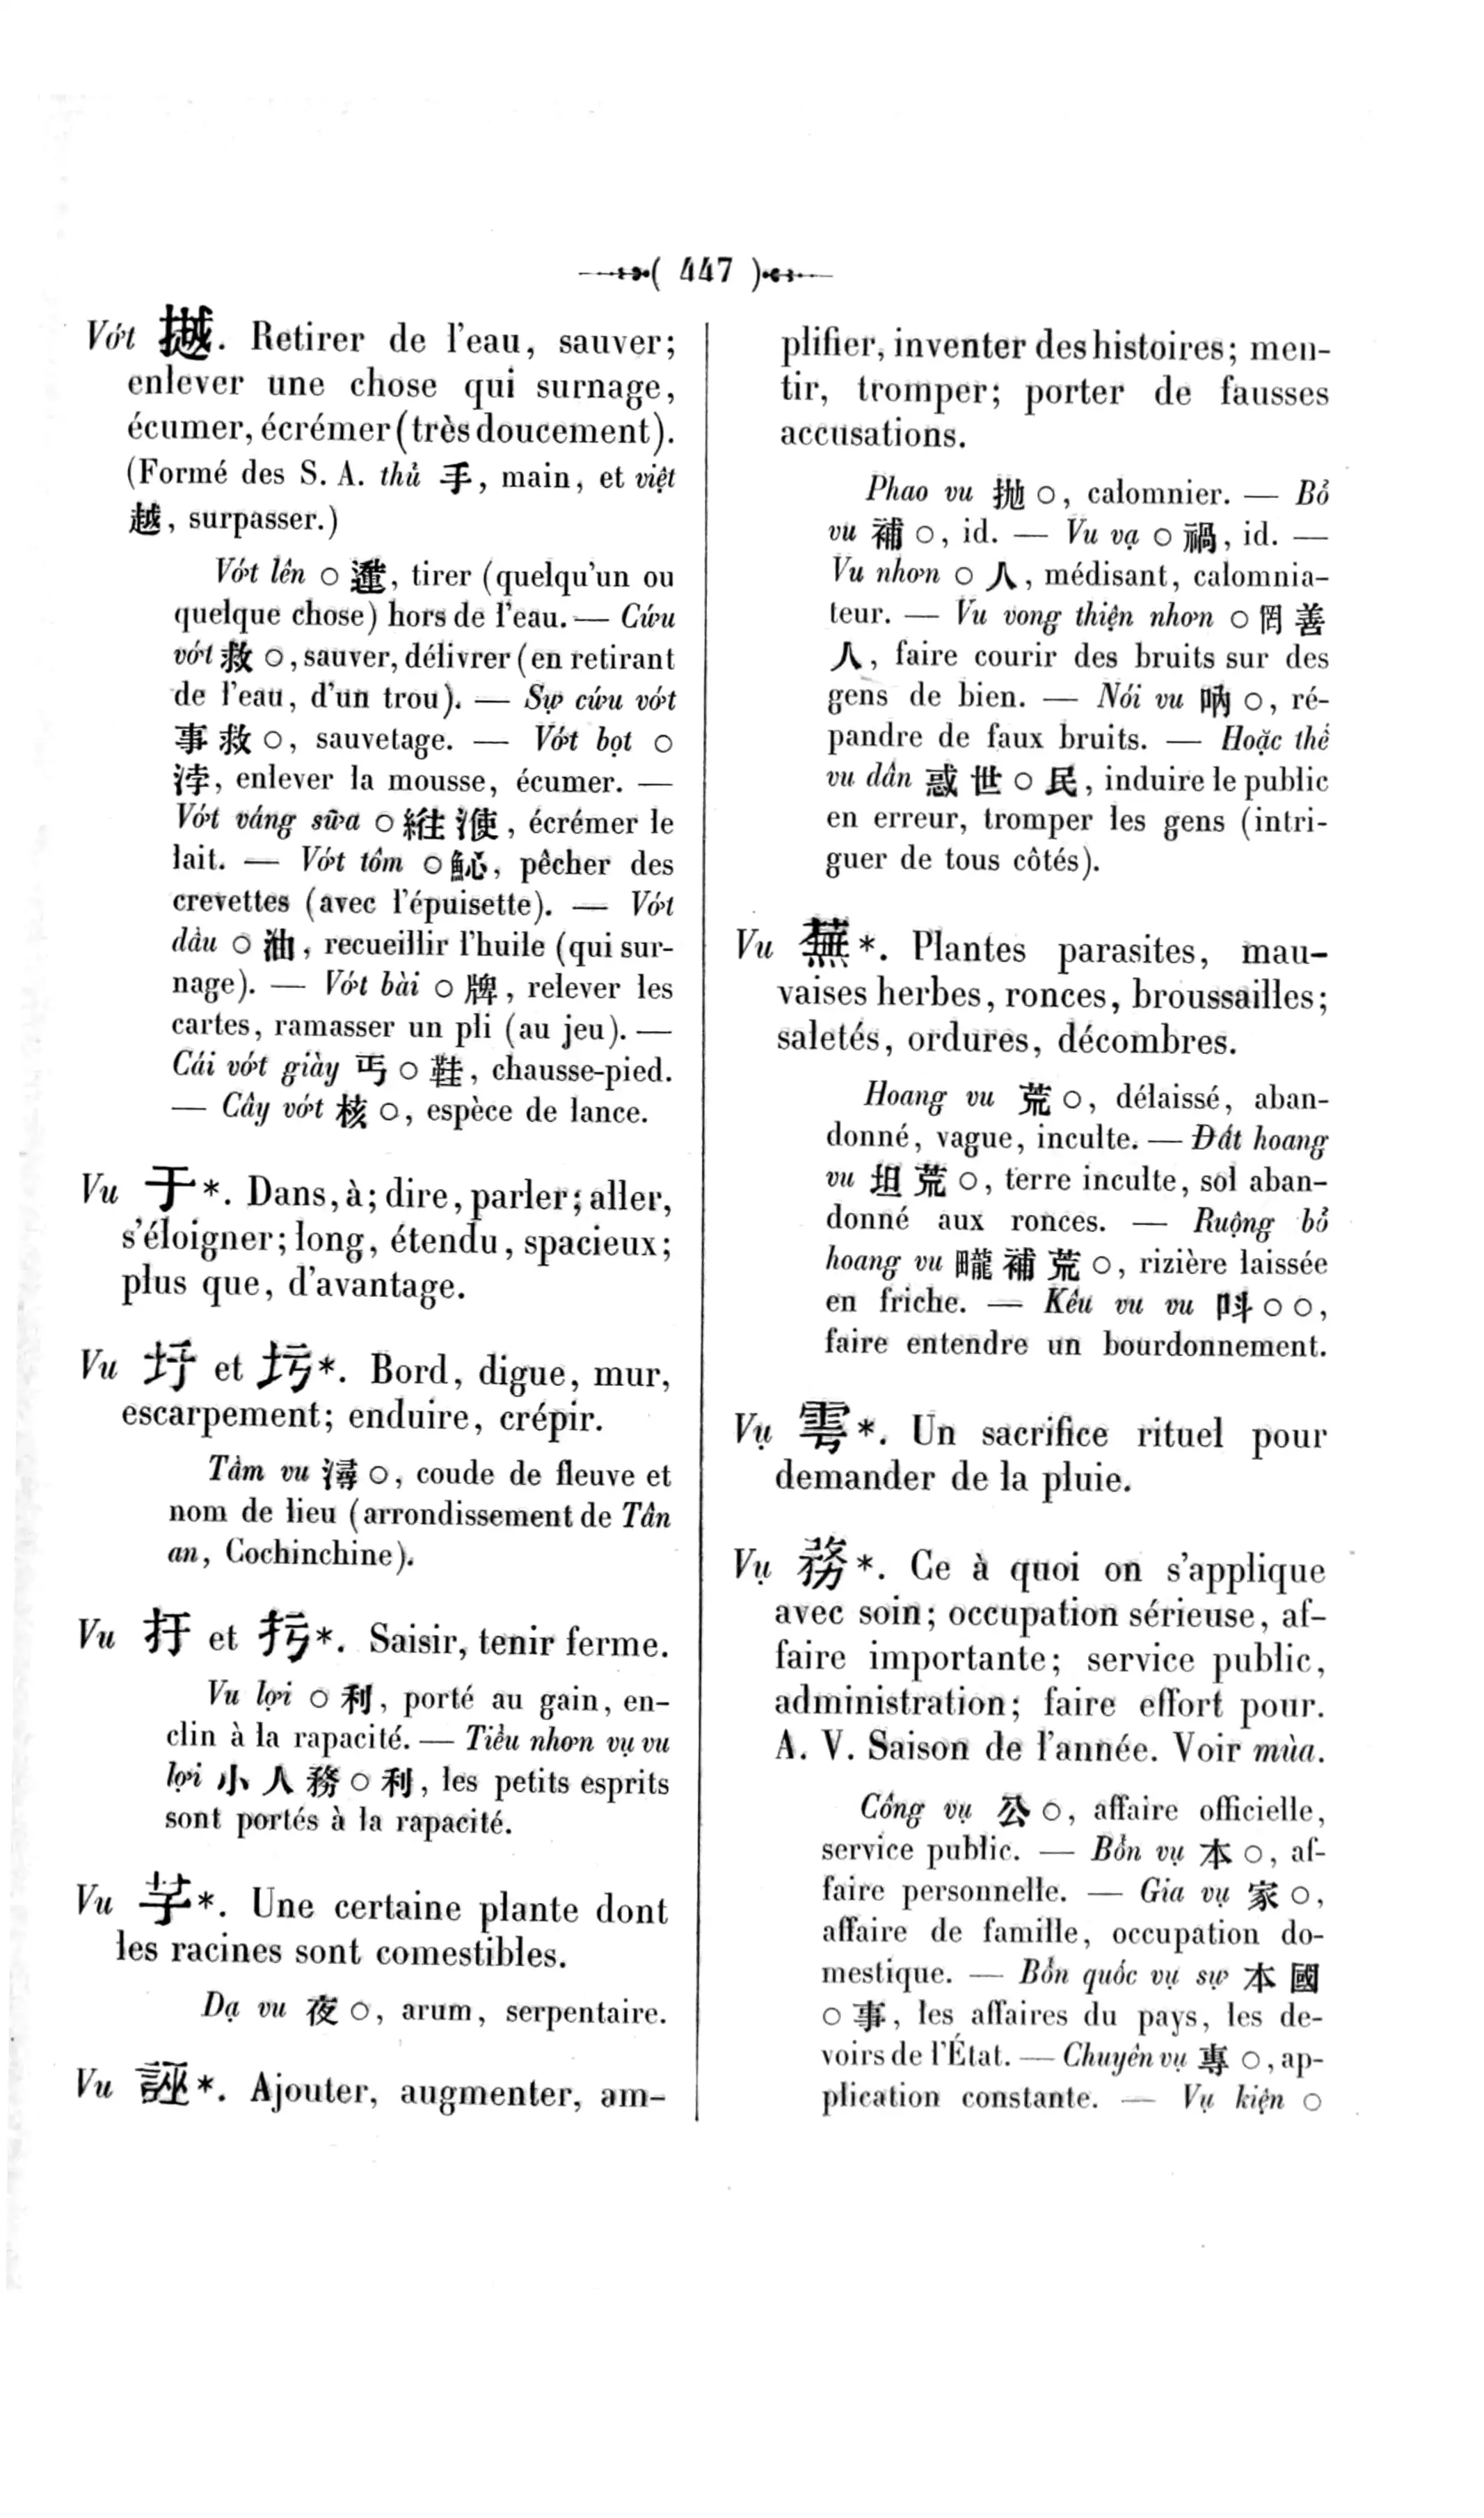 ( 447 )
Vớt 𢷀. Retirer de l'eau, sauver;
enlever une chose qui surnage,
écumer, écrémer (très doucement).
(Formé des S. A. thủ 手, main, et việt
越, surpasser.)
Vớt lên ○ 𨖲, tirer (quelqu'un ou
quelque chose) hors de l'eau. — Cứu
vớt 救 ○, sauver, délivrer (en retirant
de l'eau, d'un trou). — Sự cứu vớt
事 救 ○, sauvetage. — Vớt bọt ○
浡, enlever la mousse, écumer. —
Vớt váng sữa ○ , écrémer le
lait. — Vớt tôm ○ , pêcher des
crevettes (avec l'épuisette). — Vớt
dầu ○ 油, recueillir l'huile (qui sur-
nage). — Vớt bài ○ 牌, relever les
cartes, ramasser un pli (au jeu). —
Cái vớt giày 丐 ○ 鞋, chausse-pied.
— Cây vớt 核 ○, espèce de lance.
Vu 于*. Dans, à; dire, parler; aller,
s'éloigner; long, étendu, spacieux;
plus que, d'avantage.
Vu 圩 et 圬*. Bord, digue, mur,
escarpement; enduire, crépir.
Tầm vu 潯 ○, coude de fleuve et
nom de lieu (arrondissement de Tân
an, Cochinchine).
Vu 扜 et 扝*. Saisir, tenir ferme.
Vu lợi ○ 利, porté au gain, en-
clin à la rapacité. — Tiểu nhơn vụ vu
lợi 小 人 務 ○ 利, les petits esprits
sont portés à la rapacité.
Vu 芋*. Une certaine plante dont
les racines sont comestibles.
Dạ vu 夜 ○, arum, serpentaire.
Vu 誣*. Ajouter, augmenter, am-
plifier, inventer des histoires; men-
tir, tromper; porter de fausses
accusations.
Phao vu 抛 ○, calomnier. — Bỏ
vu 補 ○, id. — Vu vạ ○ 禍, id. —
Vu nhơn ○ 人, médisant, calomnia-
teur. — Vu vong thiện nhơn ○ 罔 善
人, faire courir des bruits sur des
gens de bien. — Nói vu 吶 ○, ré-
pandre de faux bruits. — Hoặc thế
vu dân 惑 世 ○ 民, induire le public
en erreur, tromper les gens (intri-
guer de tous côtés).
Vu 蕪*. Plantes parasites, mau-
vaises herbes, ronces, broussailles;
saletés, ordures, décombres.
Hoang vu 荒 ○, délaissé, aban-
donné, vague, inculte. — Đất hoang
vu 坦 荒 ○, terre inculte, sol aban-
donné aux ronces. — Ruộng bỏ
hoang vu 𪽞 補 荒 ○, rizière laissée
en friche. — Kêu vu vu 呌 ○ ○,
faire entendre un bourdonnement.
Vụ 雩*. Un sacrifice rituel pour
demander de la pluie.
Vụ 務*. Ce à quoi on s'applique
avec soin; occupation sérieuse, af-
faire importante; service public,
administration; faire effort pour.
A. V. Saison de l'année. Voir mùa.
Công vụ 公 ○, affaire officielle,
service public. — Bổn vụ 本 ○, af-
faire personnelle. — Gia vụ 家 ○,
affaire de famille, occupation do-
mestique. — Bổn quốc vụ sự 本 國
○ 事, les affaires du pays, les de-
voirs de l'État. — Chuyên vụ 專 ○, ap-
plication constante. — Vụ kiện ○